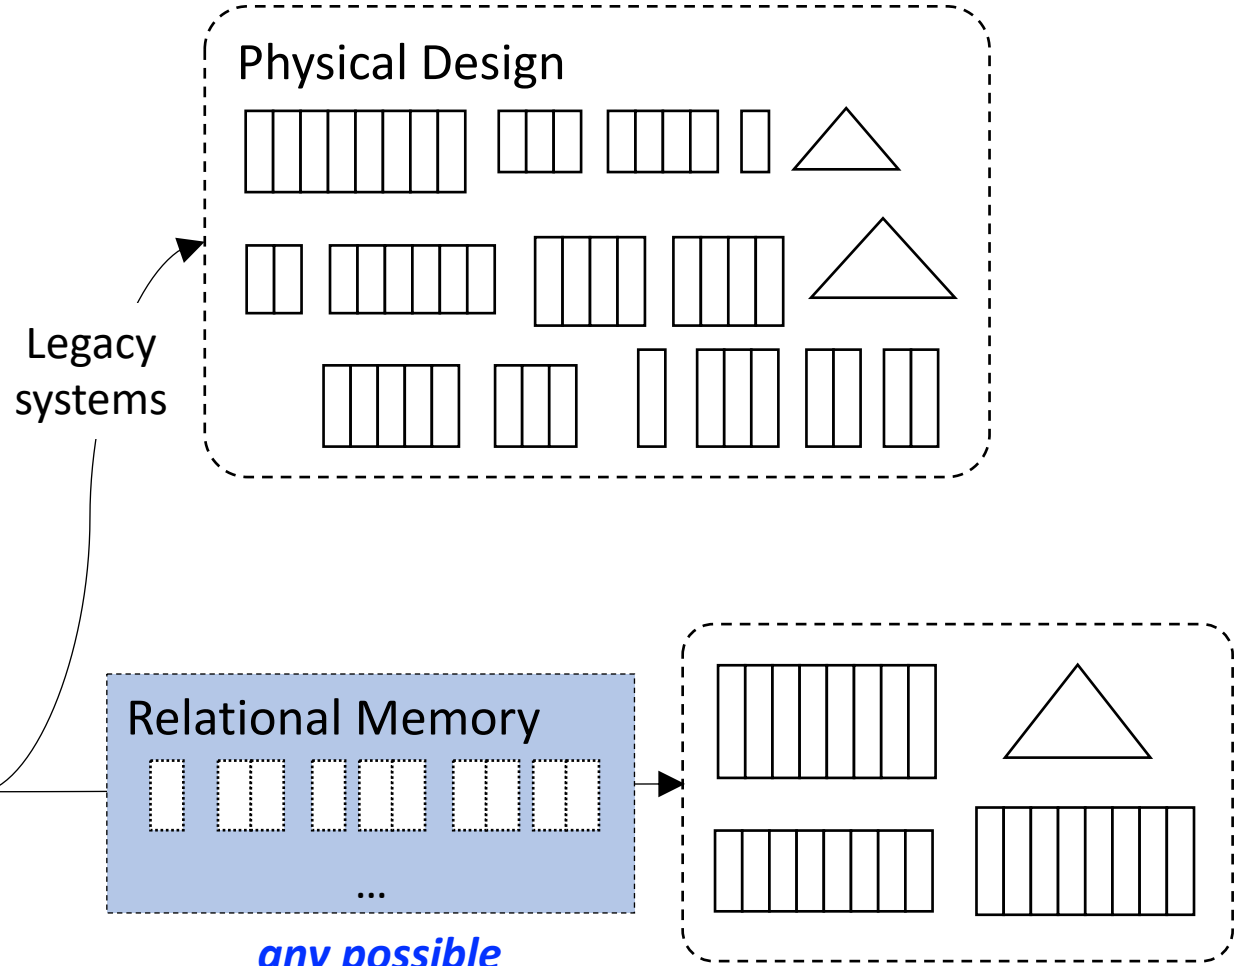 Physical Design
Legacy
systems
Relational Memory
...
any possible